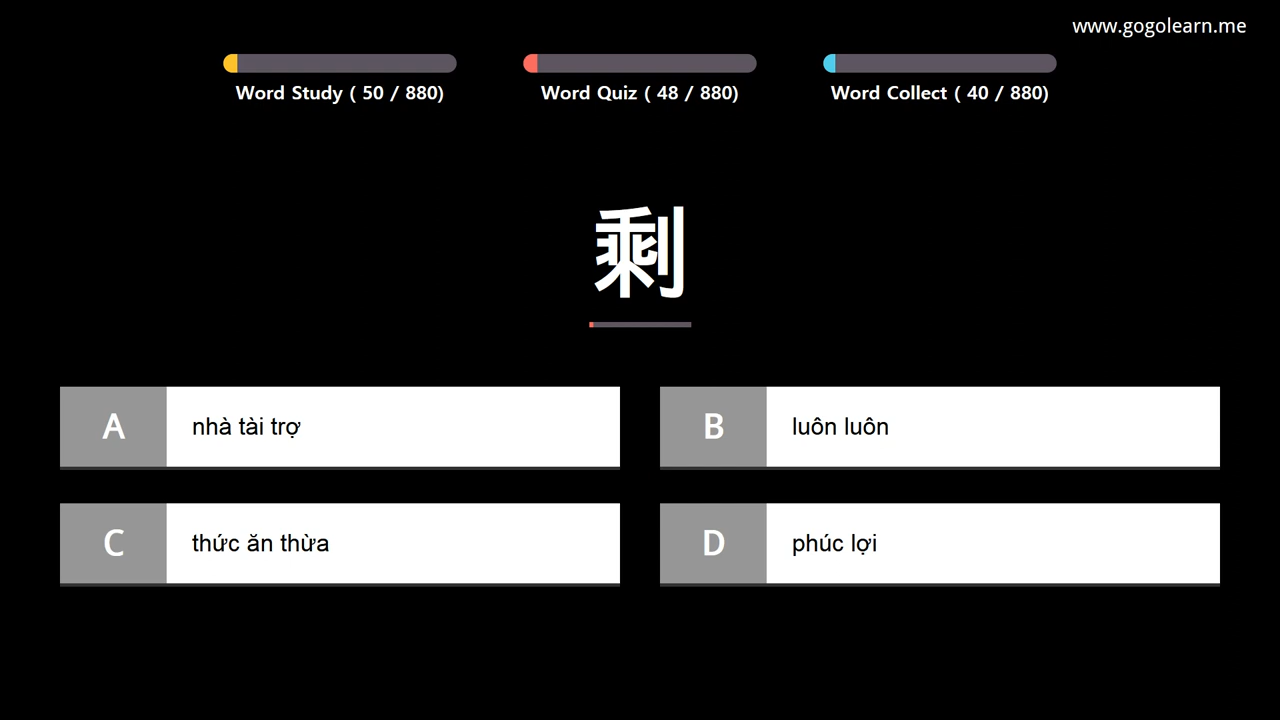 www.gogolearn.me
Word Study ( 50 / 880)
Word Quiz ( 48 / 880)
Word Collect ( 40 / 880)
剩
A nhà tài trợ
B luôn luôn
C thức ăn thừa
D phúc lợi